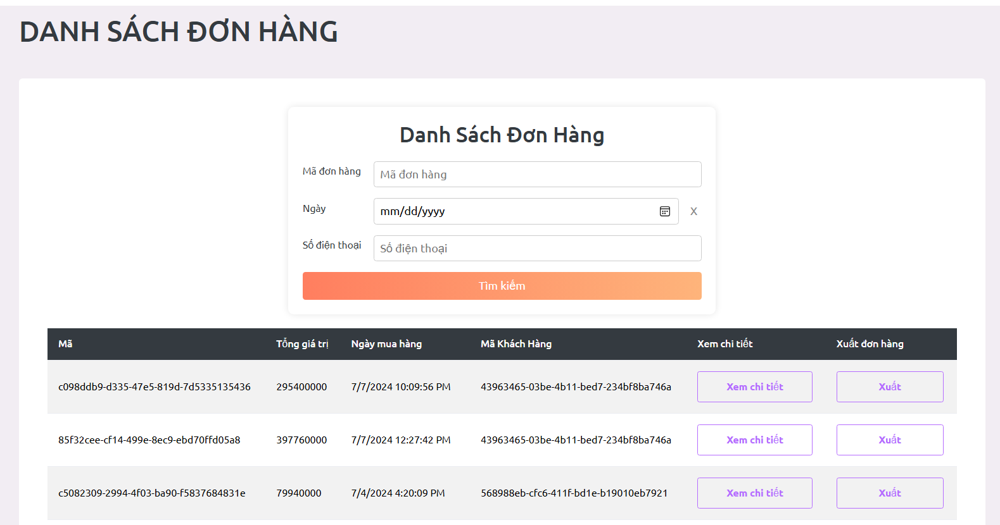 DANH SÁCH ĐƠN HÀNG
Danh Sách Đơn Hàng
Mã đơn hàng Mã đơn hàng
Ngày mm/dd/yyyy X
Số điện thoại Số điện thoại
Tìm kiếm
Mã Tổng giá trị Ngày mua hàng Mã Khách Hàng Xem chi tiết Xuất đơn hàng
c098ddb9-d335-47e5-819d-7d5335135436 295400000 7/7/2024 10:09:56 PM 43963465-03be-4b11-bed7-234bf8ba746a Xem chi tiết Xuất
85f32cee-cf14-499e-8ec9-ebd70ffd05a8 397760000 7/7/2024 12:27:42 PM 43963465-03be-4b11-bed7-234bf8ba746a Xem chi tiết Xuất
c5082309-2994-4f03-ba90-f5837684831e 79940000 7/4/2024 4:20:09 PM 568988eb-cfc6-411f-bd1e-b19010eb7921 Xem chi tiết Xuất